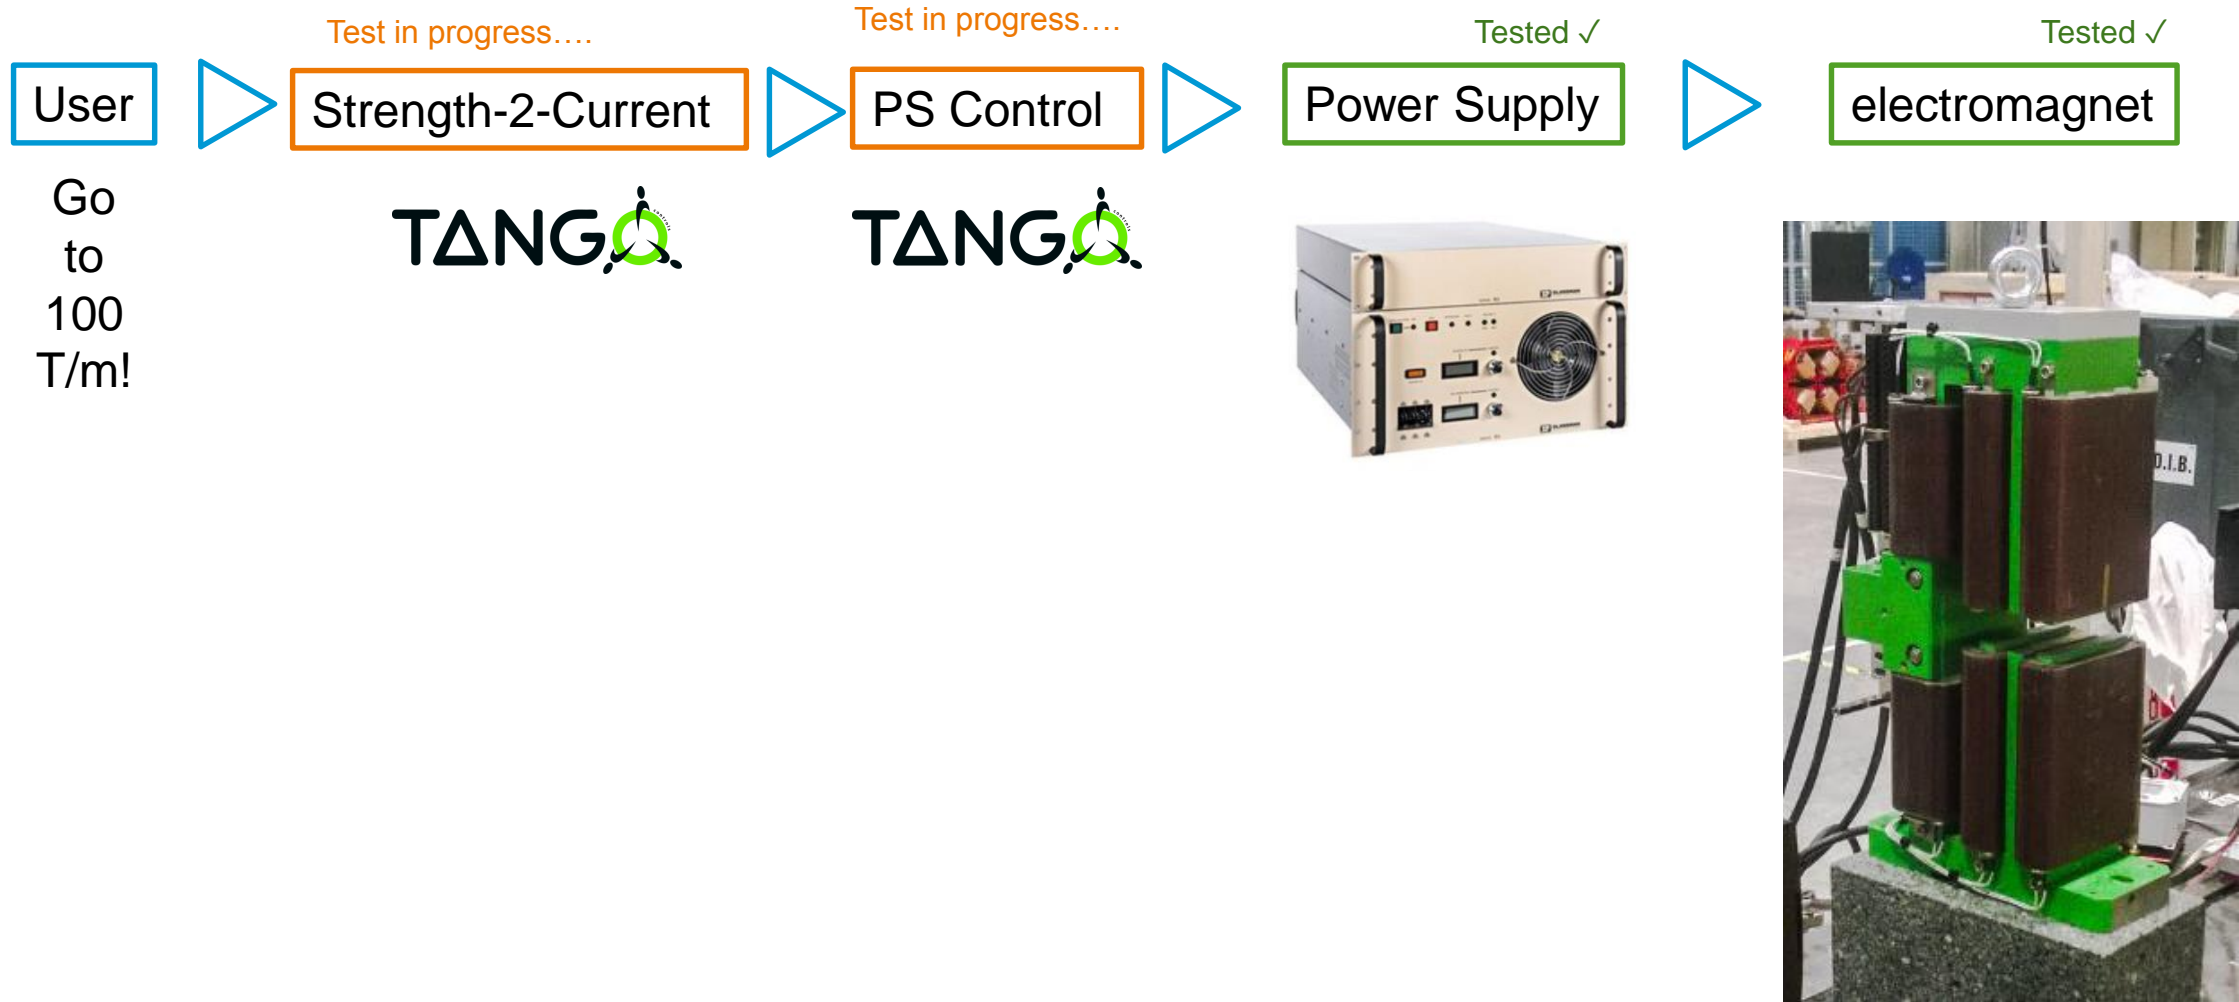 Test in progress….
Test in progress….
Tested ✓
Tested ✓
User
Strength-2-Current
PS Control
Power Supply
electromagnet
Go
to
100
T/m!
TANGO
TANGO
D.I.B.